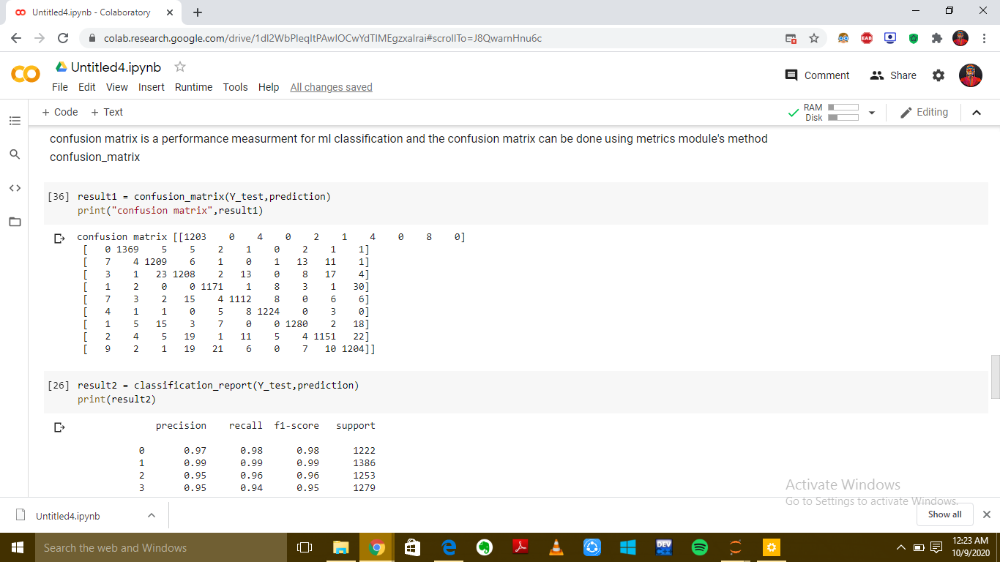 Untitled4.ipynb - Colaboratory
colab.research.google.com/drive/1dl2WbPleqltPAwlOCwYdTlMEgzxalrai#scrollTo=J8QwarnHnu6c
EAB
Untitled4.ipynb
File Edit View Insert Runtime Tools Help All changes saved
Comment Share
+ Code + Text
RAM
Disk
Editing
confusion matrix is a performance measurment for ml classification and the confusion matrix can be done using metrics module's method
confusion_matrix
[36] result1 = confusion_matrix(Y_test,prediction)
print("confusion matrix",result1)
confusion matrix [[1203 0 4 0 2 1 4 0 8 0]
[ 0 1369 5 5 2 1 0 2 1 1]
[ 7 4 1209 6 1 0 1 13 11 1]
[ 3 1 23 1208 2 13 0 8 17 4]
[ 1 2 0 0 1171 1 8 3 1 30]
[ 7 3 2 15 4 1112 8 0 6 6]
[ 4 1 1 0 5 8 1224 0 3 0]
[ 1 5 15 3 7 0 0 1280 2 18]
[ 2 4 5 19 1 11 5 4 1151 22]
[ 9 2 1 19 21 6 0 7 10 1204]]
[26] result2 = classification_report(Y_test,prediction)
print(result2)
precision recall f1-score support
0 0.97 0.98 0.98 1222
1 0.99 0.99 0.99 1386
2 0.95 0.96 0.96 1253
3 0.95 0.94 0.95 1279
Activate Windows
Go to Settings to activate Windows.
Untitled4.ipynb
Show all
Search the web and Windows
DEV
12:23 AM
10/9/2020